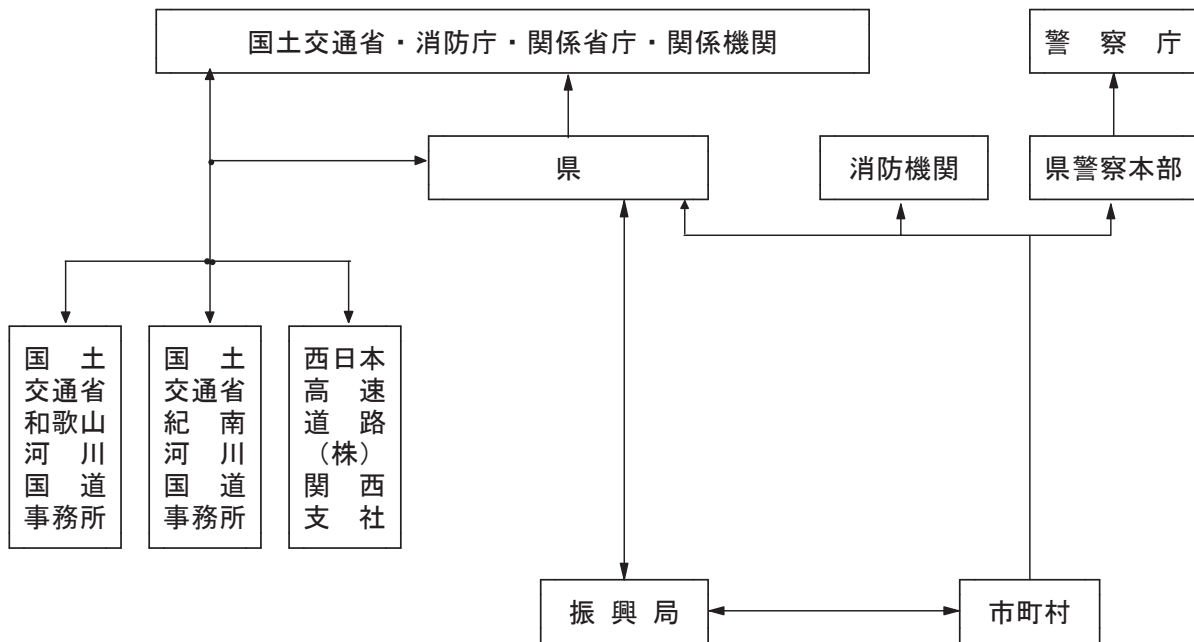 国土交通省・消防庁・関係省庁・関係機関
警察庁
県
消防機関
県警察本部
国土
交通省
和歌山
河川
国道
事務所
国土
交通省
紀南
河川
国道
事務所
西日本
高速
道路
（株）
関西
支社
振興局
市町村